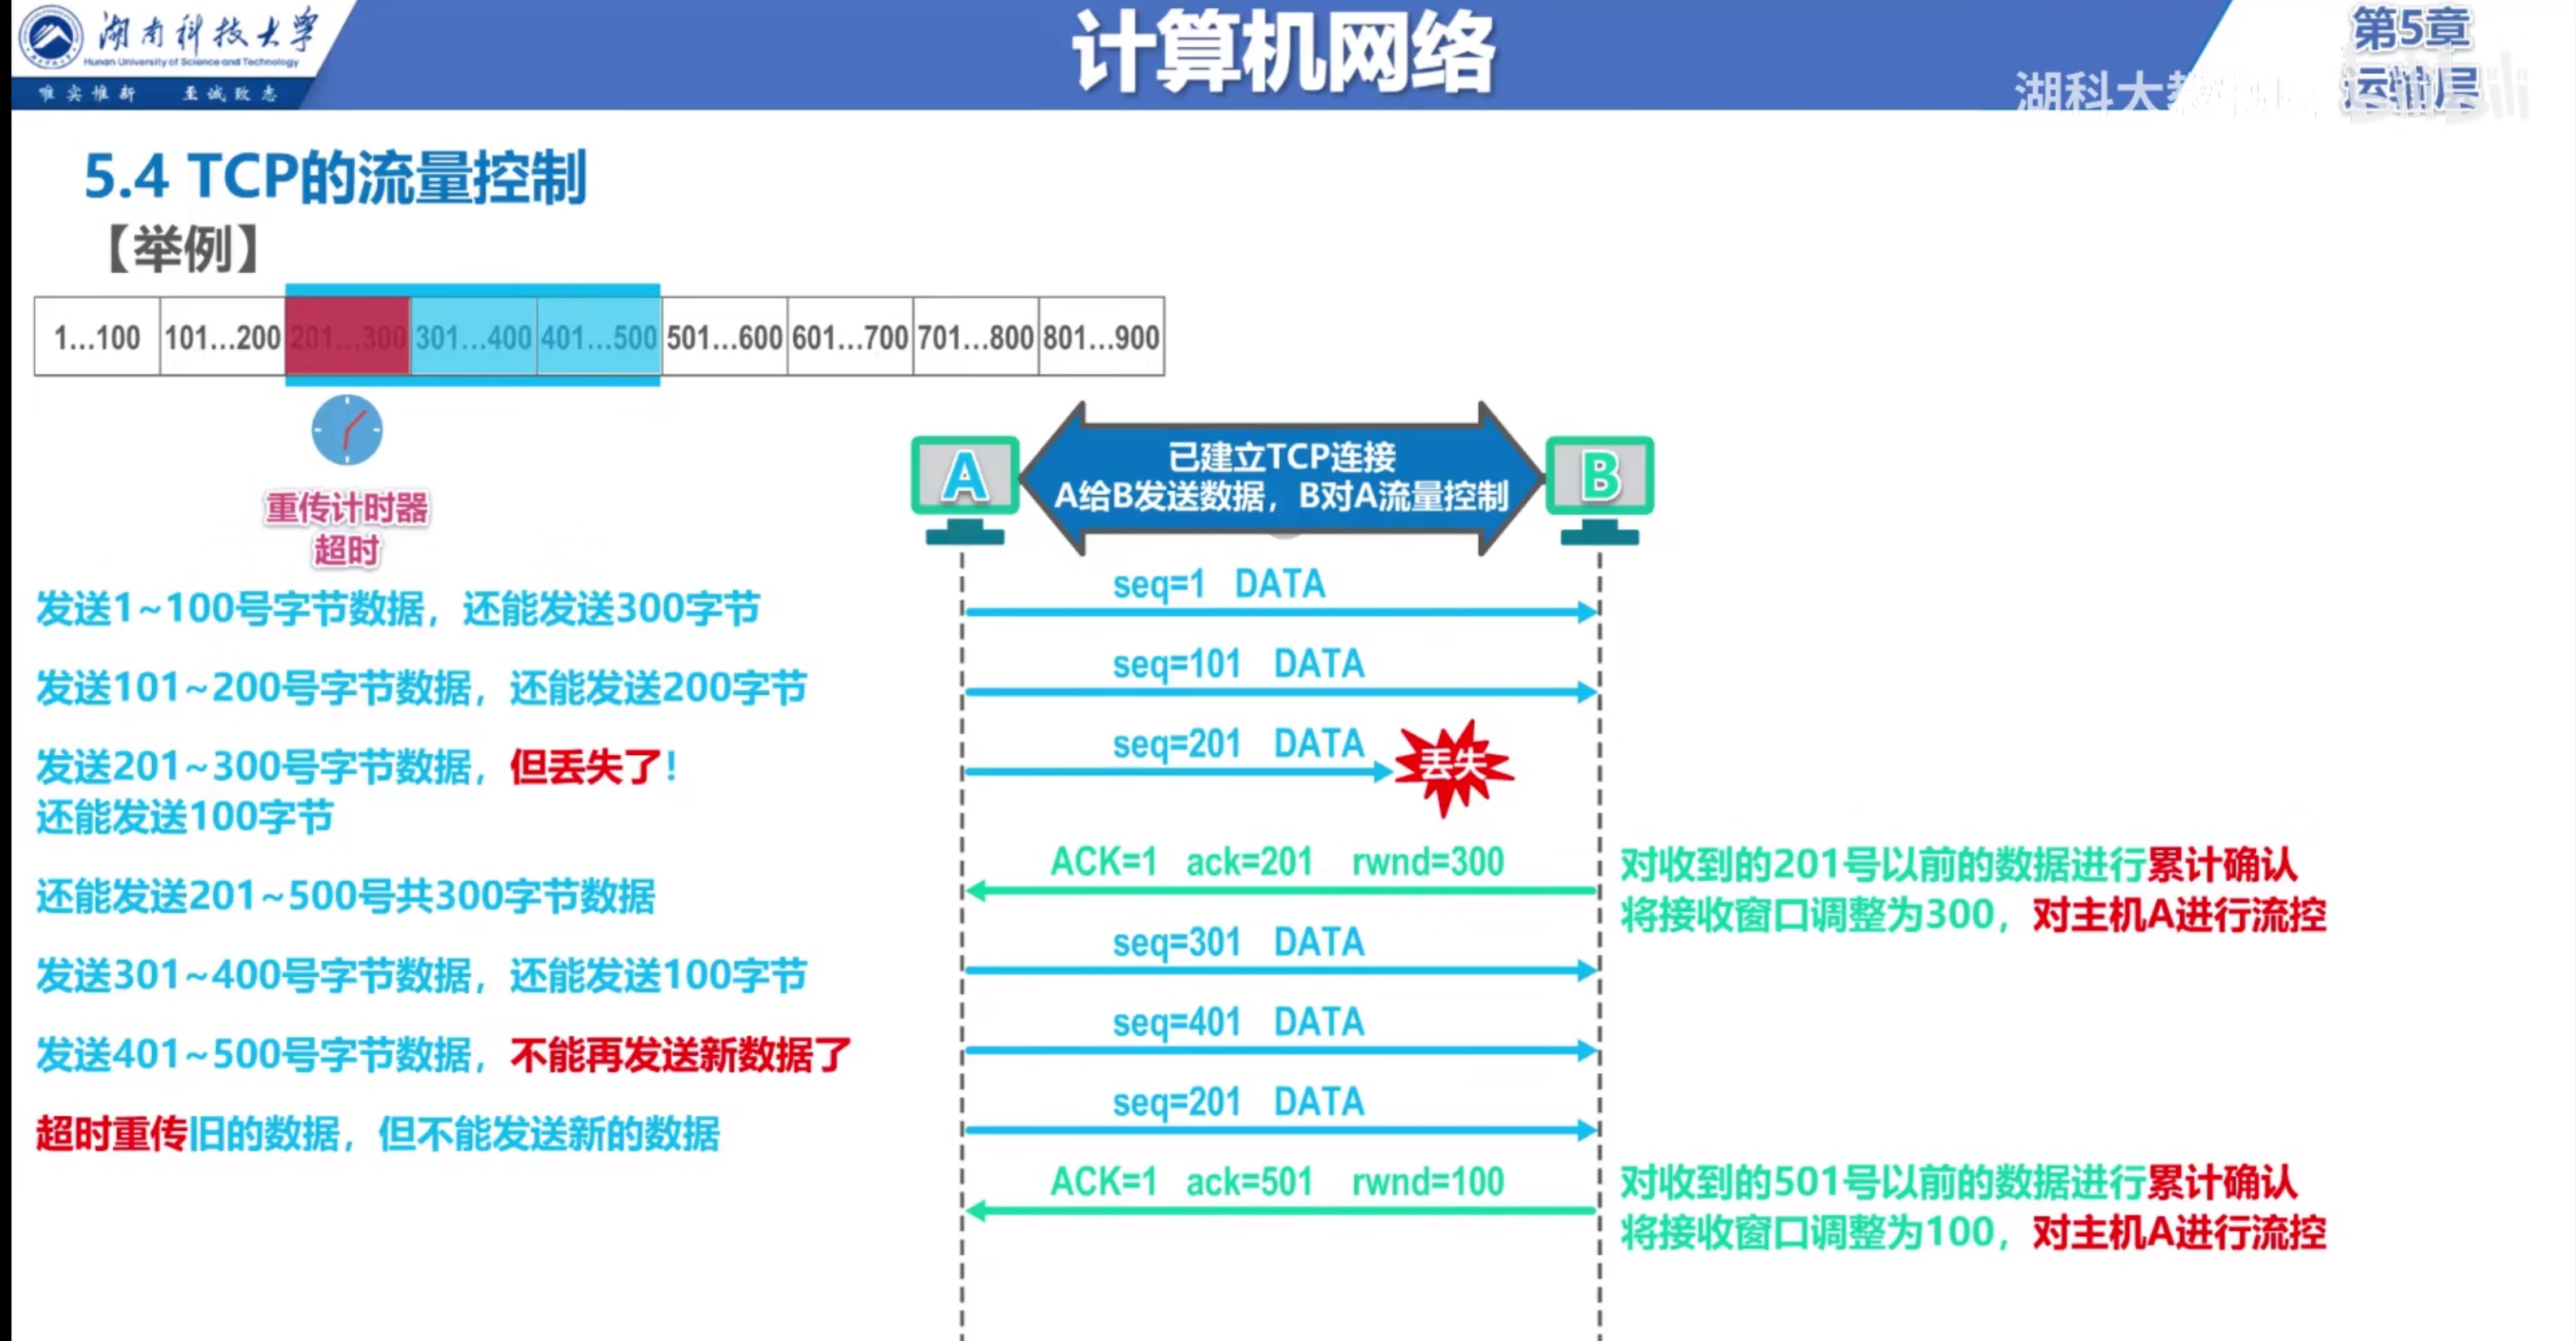 湖南科技大学
Hunan University of Science and Technology
唯实惟新 至诚致志
计算机网络
第5章
运输层
湖科大教
5.4 TCP的流量控制
【举例】
1...100 101...200 201...300 301...400 401...500 501...600 601...700 701...800 801...900
重传计时器
超时
A
已建立TCP连接
A给B发送数据，B对A流量控制
B
发送1~100号字节数据，还能发送300字节
seq=1 DATA
发送101~200号字节数据，还能发送200字节
seq=101 DATA
发送201~300号字节数据，但丢失了！
还能发送100字节
seq=201 DATA
丢失
还能发送201~500号共300字节数据
ACK=1 ack=201 rwnd=300
对收到的201号以前的数据进行累计确认
将接收窗口调整为300，对主机A进行流控
发送301~400号字节数据，还能发送100字节
seq=301 DATA
发送401~500号字节数据，不能再发送新数据了
seq=401 DATA
超时重传旧的数据，但不能发送新的数据
seq=201 DATA
ACK=1 ack=501 rwnd=100
对收到的501号以前的数据进行累计确认
将接收窗口调整为100，对主机A进行流控